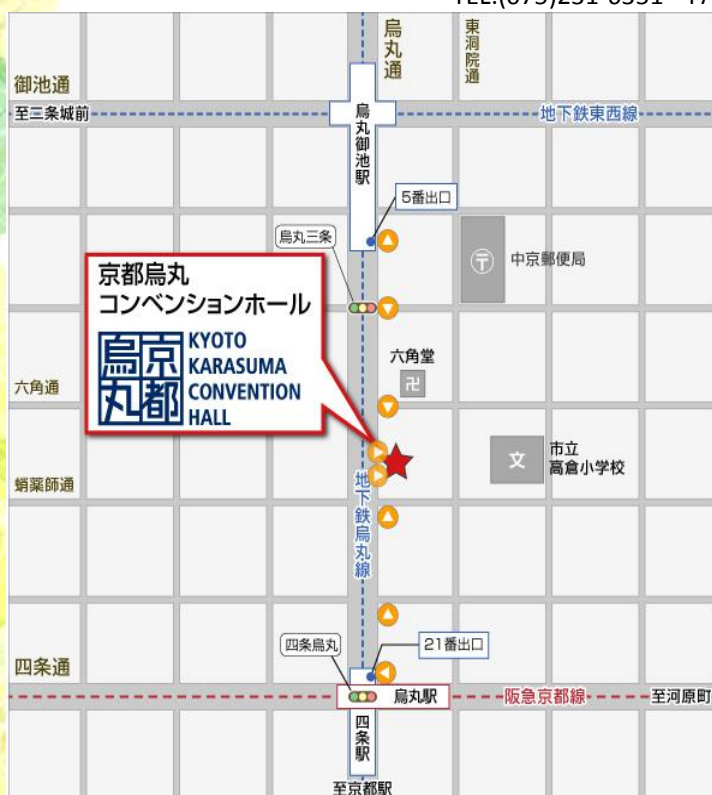 烏丸通
東洞院通
御池通
至二条城前
地下鉄東西線
烏丸御池駅
5番出口
烏丸三条
〒
中京郵便局
京都烏丸
コンベンションホール
烏京
丸都
KYOTO
KARASUMA
CONVENTION
HALL
六角堂
卍
六角通
文
市立
高倉小学校
蛸薬師通
地下鉄烏丸線
四条烏丸
21番出口
四条通
烏丸駅
阪急京都線
至河原町
四条駅
至京都駅